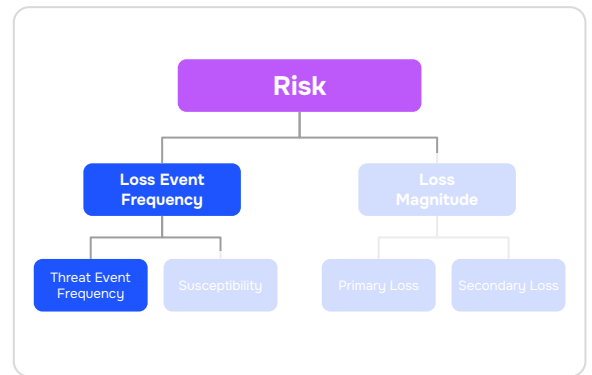 Risk
Loss Event
Frequency
Loss
Magnitude
Threat Event
Frequency
Susceptibility
Primary Loss
Secondary Loss